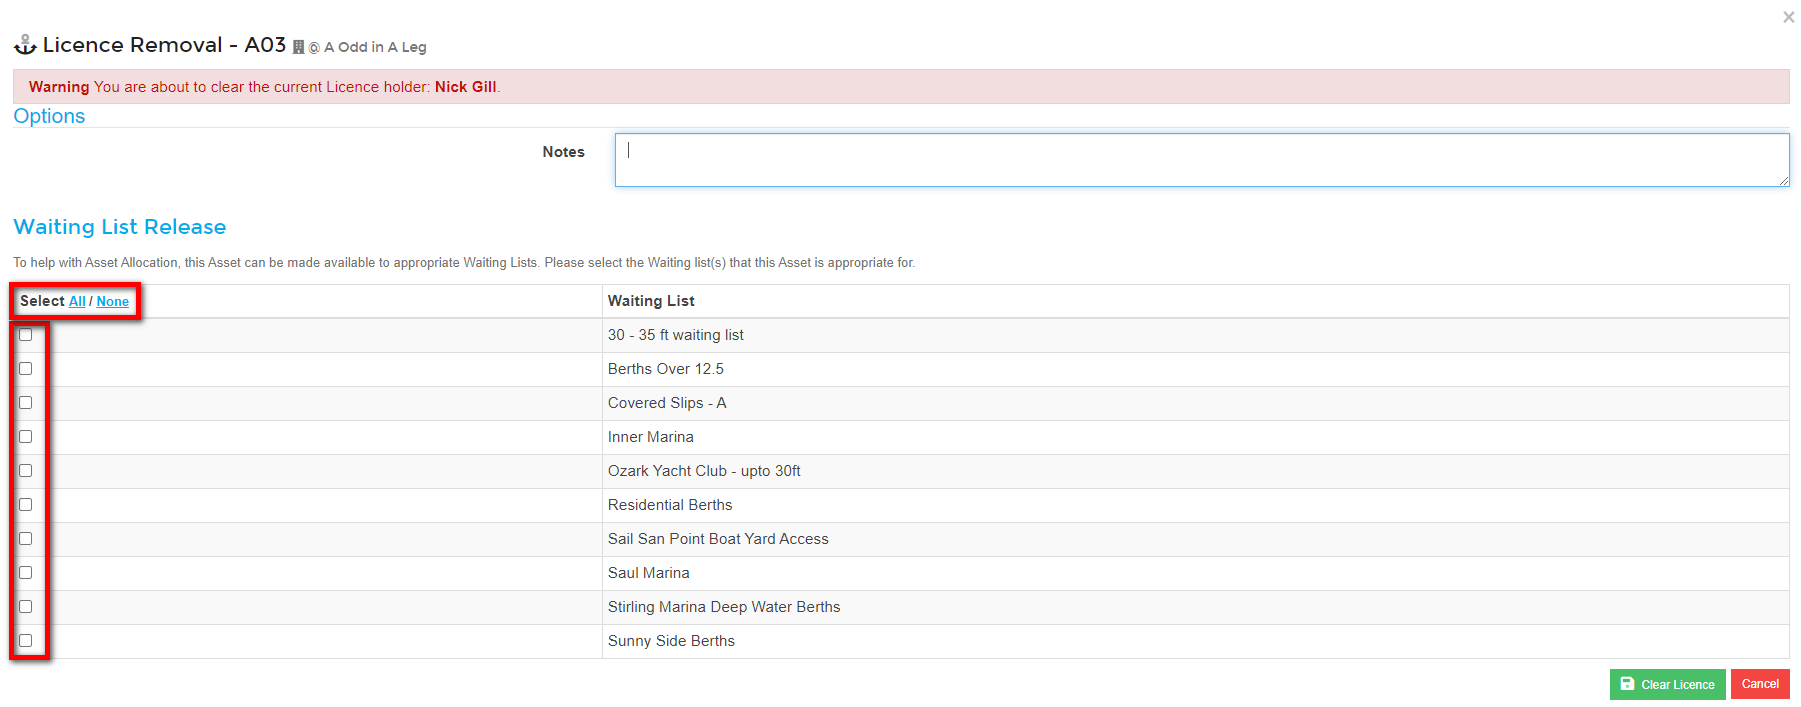 ×
Licence Removal - A03 @ A Odd in A Leg
Warning You are about to clear the current Licence holder: Nick Gill.
Options
Notes
Waiting List Release
To help with Asset Allocation, this Asset can be made available to appropriate Waiting Lists. Please select the Waiting list(s) that this Asset is appropriate for.
Select All / None Waiting List
30 - 35 ft waiting list
Berths Over 12.5
Covered Slips - A
Inner Marina
Ozark Yacht Club - upto 30ft
Residential Berths
Sail San Point Boat Yard Access
Saul Marina
Stirling Marina Deep Water Berths
Sunny Side Berths
Clear Licence Cancel